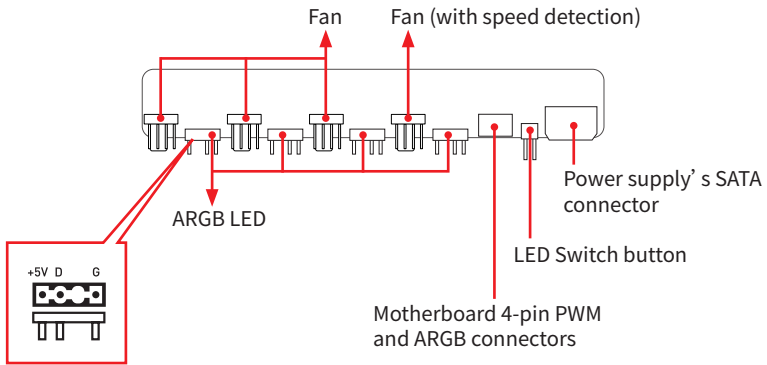 Fan
Fan (with speed detection)
Power supply’ s SATA
connector
ARGB LED
LED Switch button
+5V D G
Motherboard 4-pin PWM
and ARGB connectors